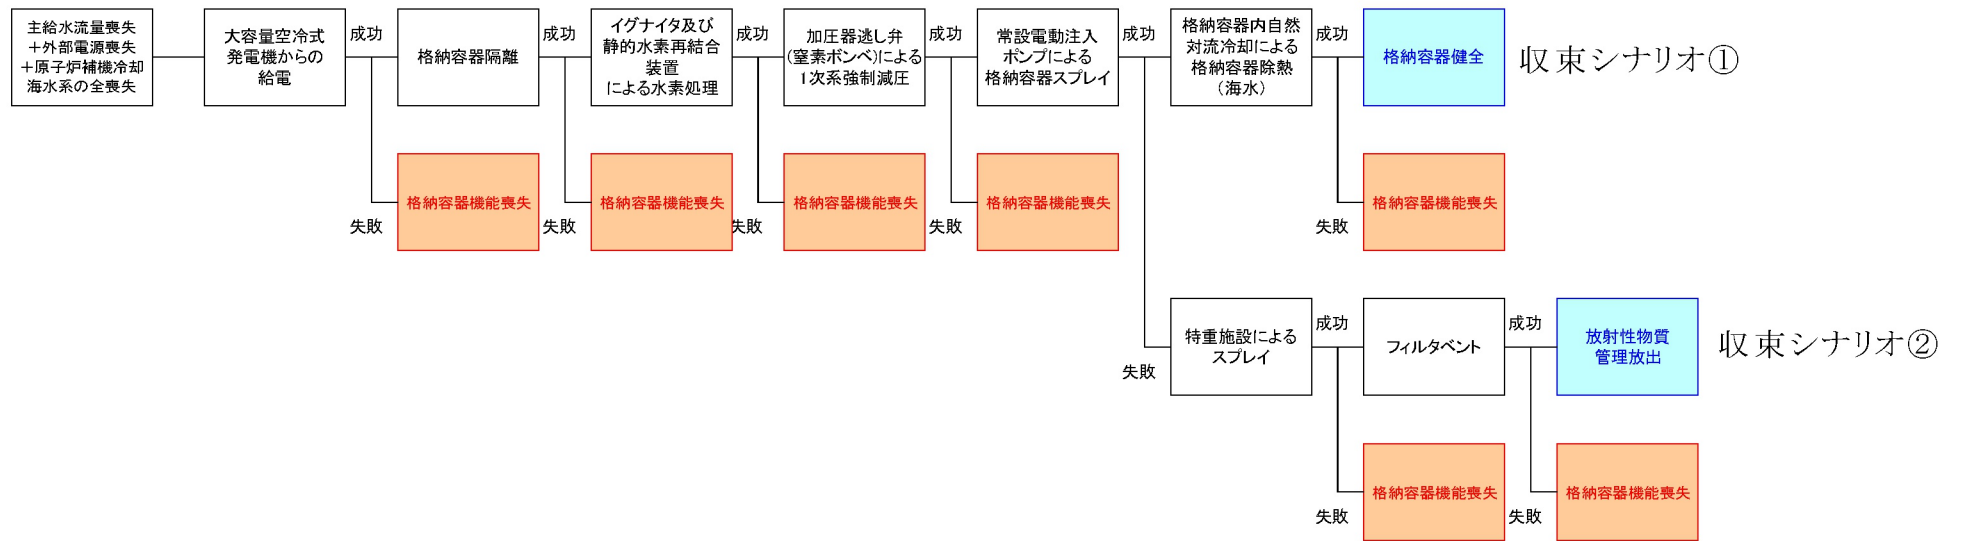 主給水流量喪失
＋外部電源喪失
＋原子炉補機冷却
海水系の全喪失
大容量空冷式
発電機からの
給電
成功
格納容器隔離
成功
イグナイタ及び
静的水素再結合
装置
による水素処理
成功
加圧器逃し弁
(窒素ボンベ)による
1次系強制減圧
成功
常設電動注入
ポンプによる
格納容器スプレイ
成功
格納容器内自然
対流冷却による
格納容器除熱
(海水)
成功
格納容器健全
収束シナリオ①
失敗
格納容器機能喪失
失敗
格納容器機能喪失
失敗
格納容器機能喪失
失敗
格納容器機能喪失
失敗
格納容器機能喪失
失敗
特重施設による
スプレイ
成功
フィルタベント
成功
放射性物質
管理放出
収束シナリオ②
失敗
格納容器機能喪失
失敗
格納容器機能喪失